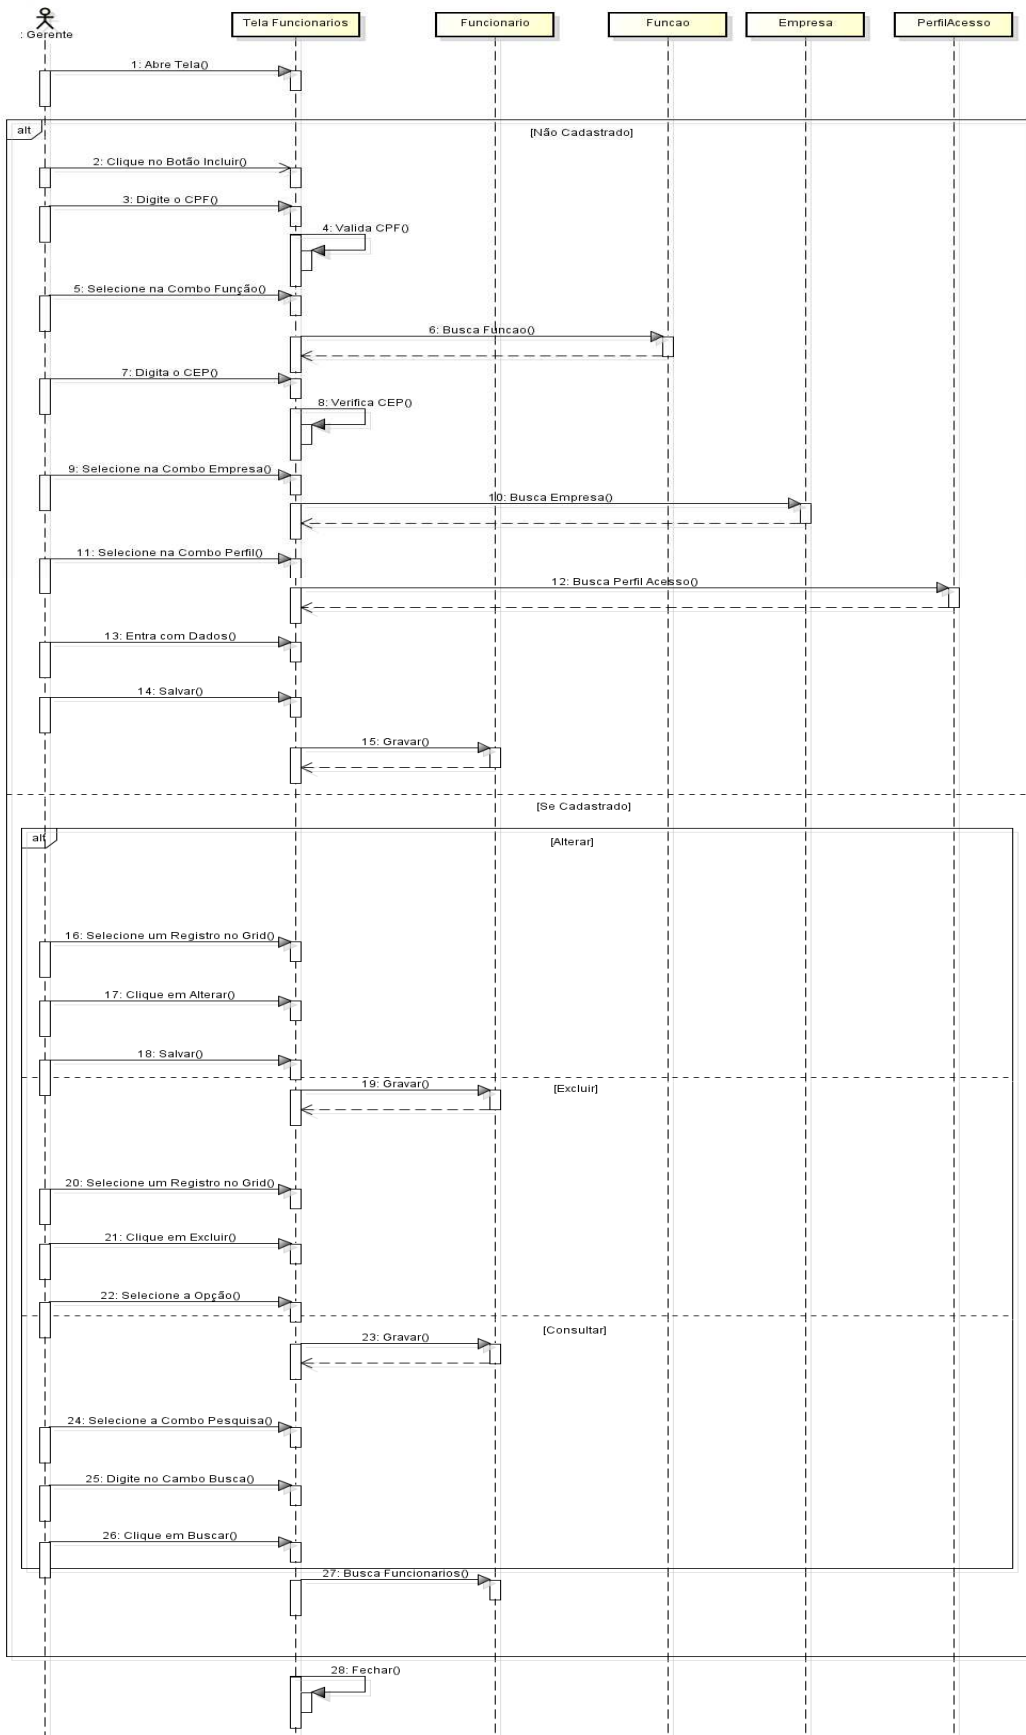 : Gerente
Tela Funcionarios
Funcionario
Funcao
Empresa
PerfilAcesso
1: Abre Tela()
alt
[Não Cadastrado]
2: Clique no Botão Incluir()
3: Digite o CPF()
4: Valida CPF()
5: Selecione na Combo Função()
6: Busca Funcao()
7: Digita o CEP()
8: Verifica CEP()
9: Selecione na Combo Empresa()
10: Busca Empresa()
11: Selecione na Combo Perfil()
12: Busca Perfil Acesso()
13: Entra com Dados()
14: Salvar()
15: Gravar()
[Se Cadastrado]
alt
[Alterar]
16: Selecione um Registro no Grid()
17: Clique em Alterar()
18: Salvar()
19: Gravar()
[Excluir]
20: Selecione um Registro no Grid()
21: Clique em Excluir()
22: Selecione a Opção()
[Consultar]
23: Gravar()
24: Selecione a Combo Pesquisa()
25: Digite no Cambo Busca()
26: Clique em Buscar()
27: Busca Funcionarios()
28: Fechar()